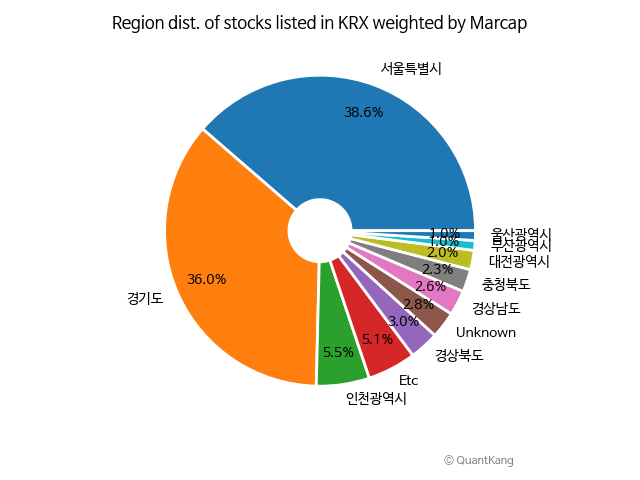 Region dist. of stocks listed in KRX weighted by Marcap
서울특별시
38.6%
경기도
36.0%
인천광역시
5.5%
Etc
5.1%
경상북도
3.0%
Unknown
2.8%
경상남도
2.6%
충청북도
2.3%
대전광역시
2.0%
부산광역시
1.0%
울산광역시
1.0%
© QuantKang